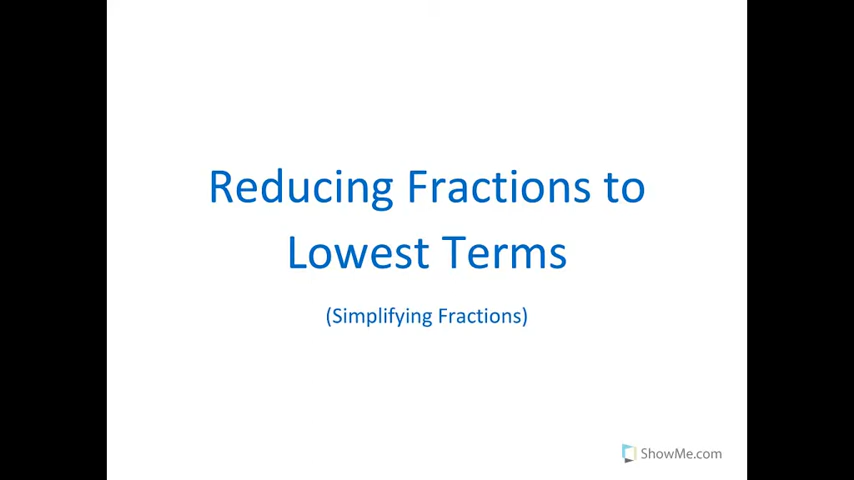 Reducing Fractions to
Lowest Terms
(Simplifying Fractions)
ShowMe.com